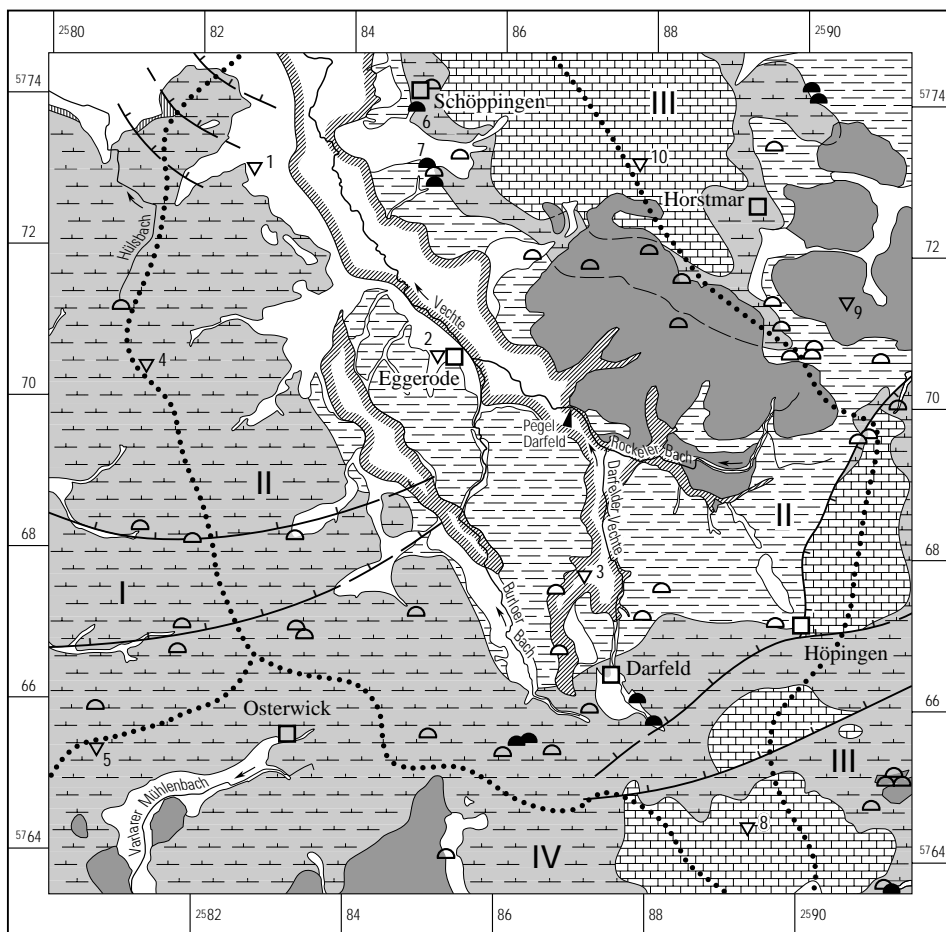 2580 82 84 86 88 2590
5774
5774
Schöppingen
III
6
7
10
1
Horstmar
72
72
Hülsbach
Vechte
9
2
4
Eggerode
70
70
Pegel
Darfeld
Rockeler Bach
Darfelder Vechte
II
II
68
68
3
I
Burloer Bach
Höpingen
Darfeld
66
66
Osterwick
5
III
Varlarer Mühlenbach
8
5764
5764
IV
2582 84 86 88 2590